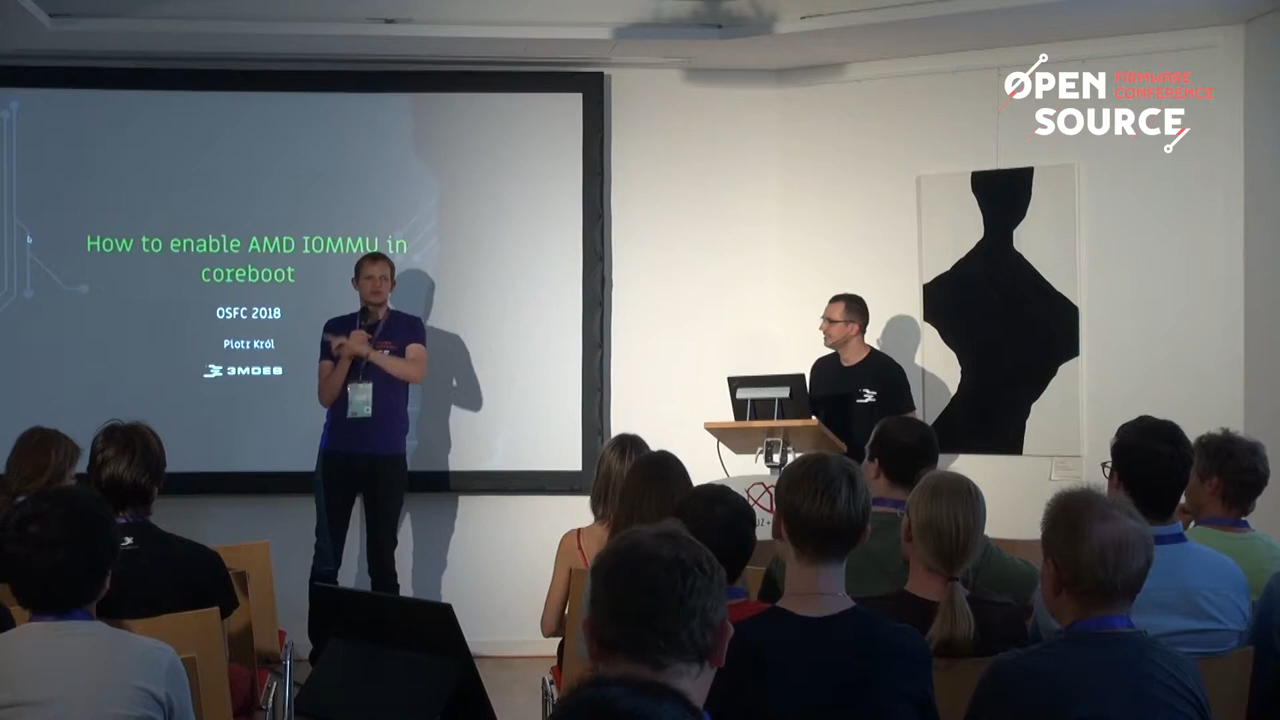 How to enable AMD IOMMU in
coreboot
OSFC 2018
Piotr Król
3MDEB
OPEN FIRMWARE
CONFERENCE
SOURCE